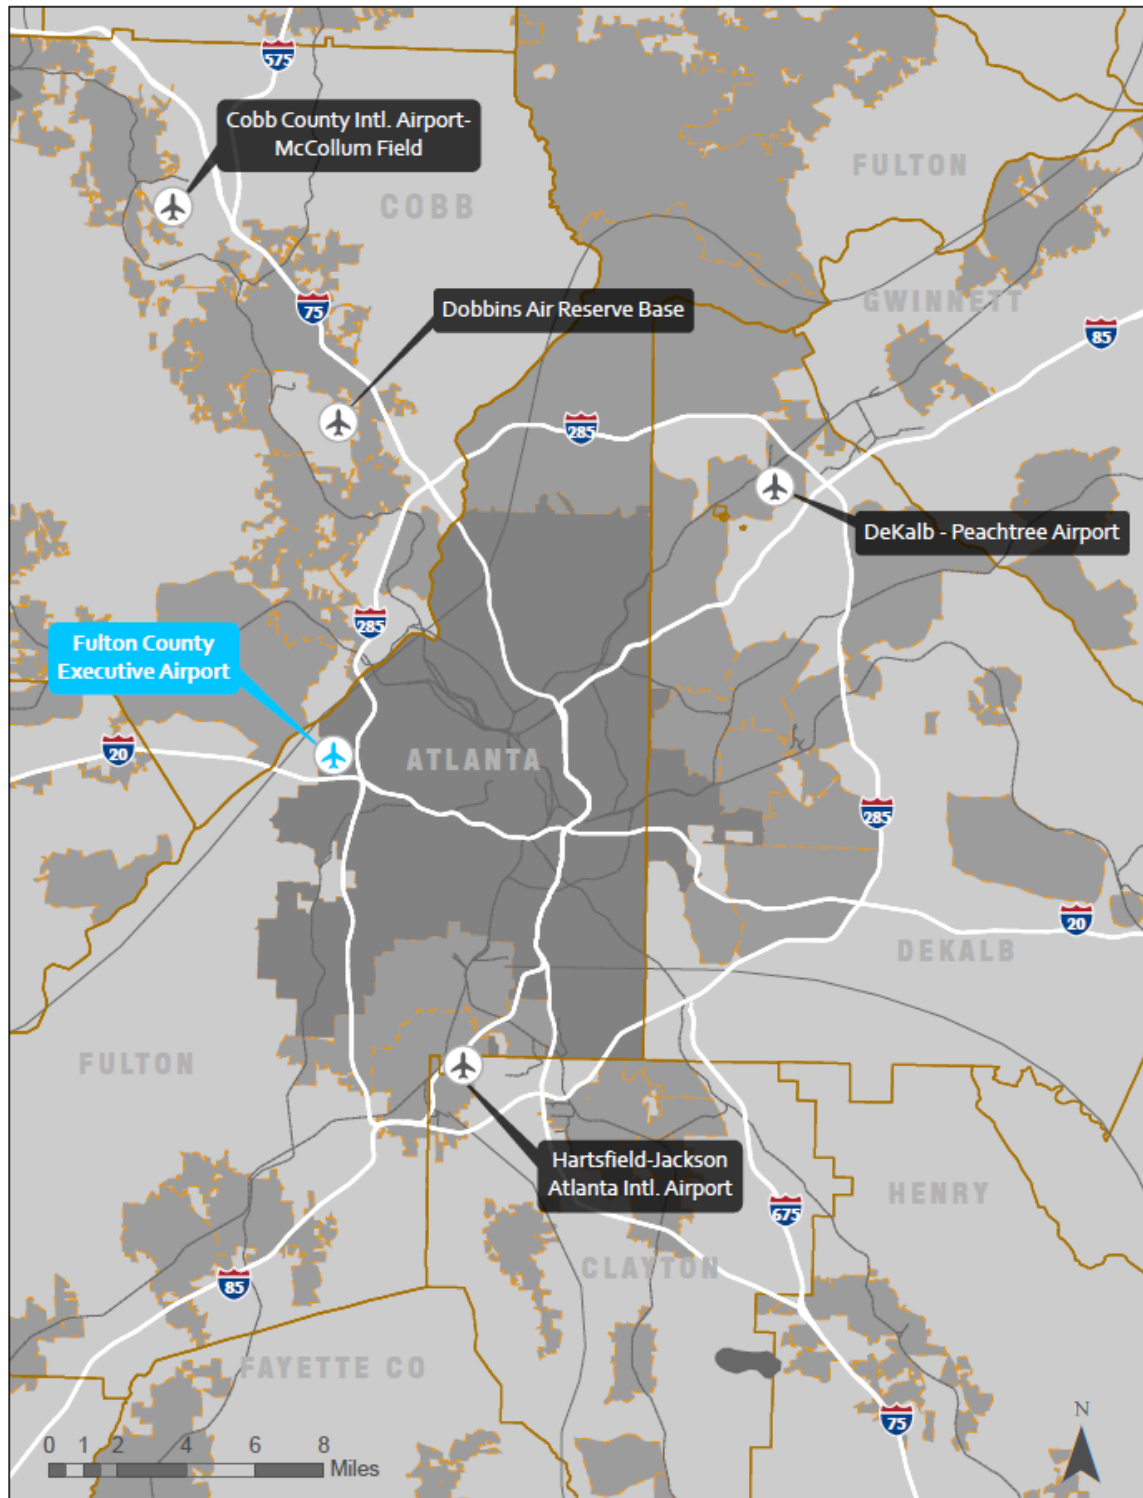 575
Cobb County Intl. Airport-
McCollum Field
FULTON
COBB
GWINNETT
75
Dobbins Air Reserve Base
85
285
DeKalb - Peachtree Airport
285
Fulton County
Executive Airport
20
ATLANTA
285
20
DEKALB
FULTON
Hartsfield-Jackson
Atlanta Intl. Airport
HENRY
675
CLAYTON
85
FAYETTE CO
75
N
0 1 2 4 6 8
Miles